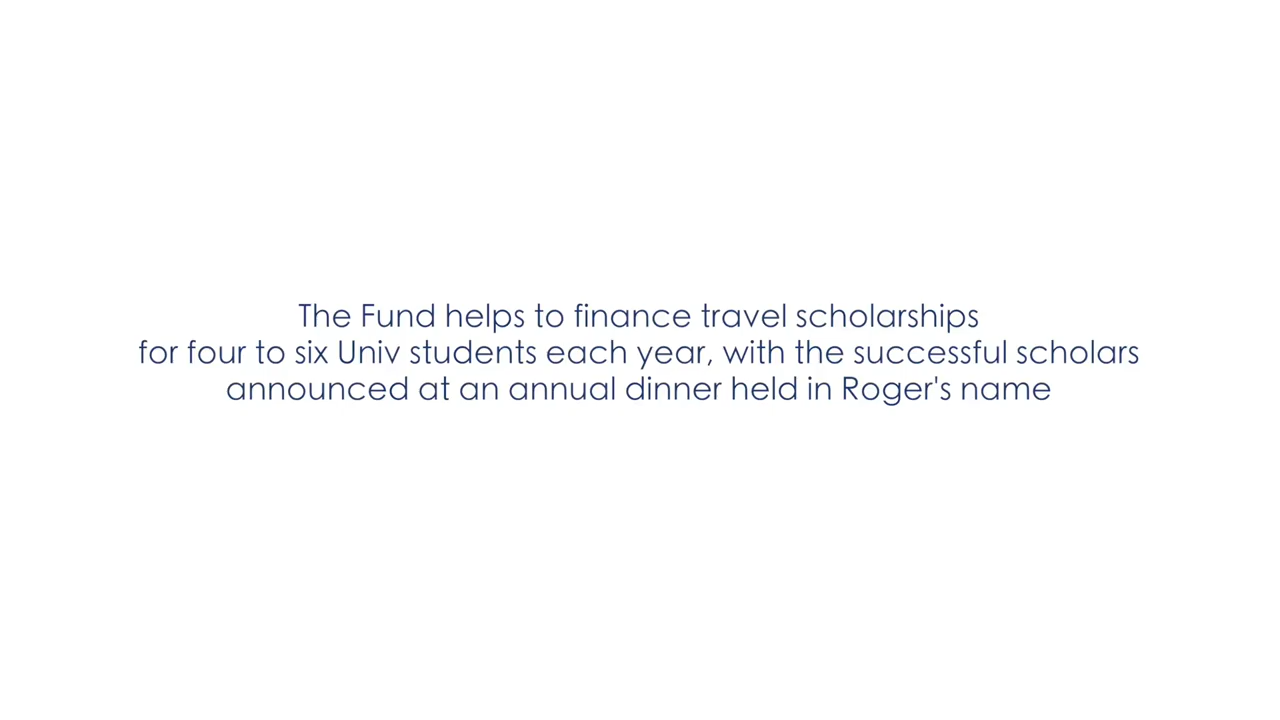 The Fund helps to finance travel scholarships
for four to six Univ students each year, with the successful scholars
announced at an annual dinner held in Roger's name